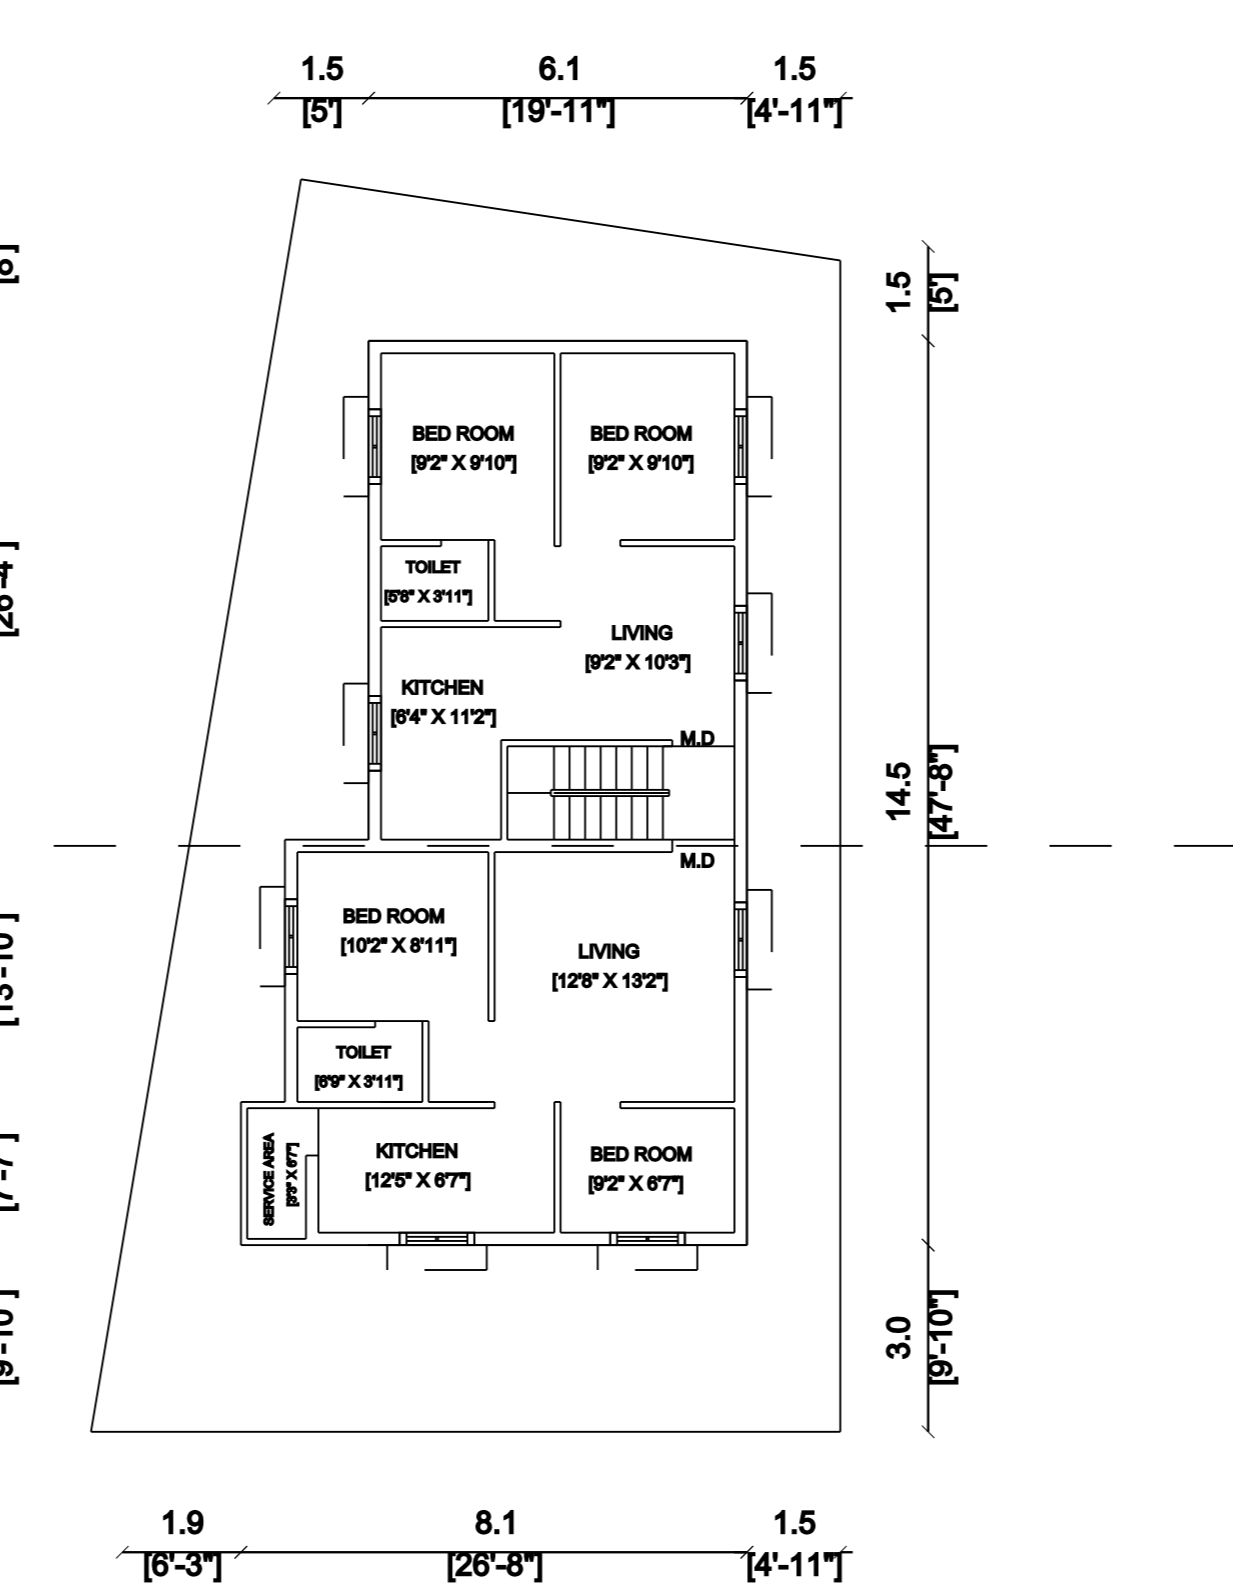 1.5 6.1 1.5
[5'] [19'-11"] [4'-11"]
1.5
[5']
BED ROOM
[9'2" X 9'10"]
BED ROOM
[9'2" X 9'10"]
TOILET
[5'8" X 3'11"]
LIVING
[9'2" X 10'3"]
KITCHEN
[6'4" X 11'2"]
M.D
14.5
[47'-8"]
M.D
BED ROOM
[10'2" X 8'11"]
LIVING
[12'8" X 13'2"]
TOILET
[6'9" X 3'11"]
SERVICE AREA
[3'3" X 6'7"]
KITCHEN
[12'5" X 6'7"]
BED ROOM
[9'2" X 6'7"]
3.0
[9'-10"]
1.9 8.1 1.5
[6'-3"] [26'-8"] [4'-11"]